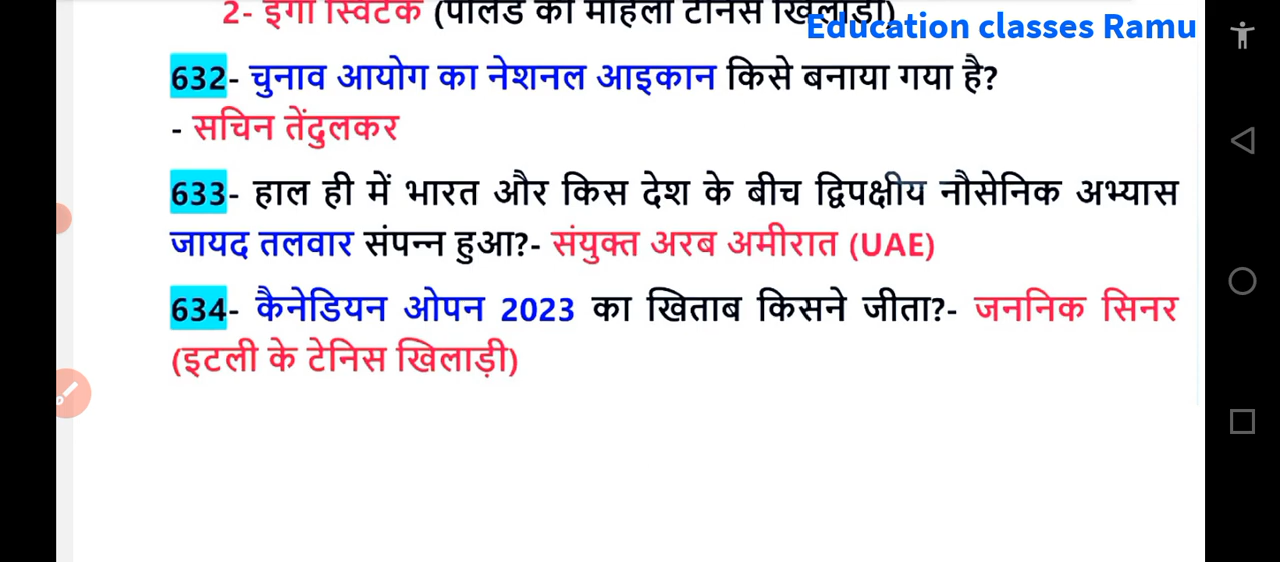 2- इगा स्विटेक (पोलैंड की महिला टेनिस खिलाड़ी)
Education classes Ramu
632- चुनाव आयोग का नेशनल आइकान किसे बनाया गया है?
- सचिन तेंदुलकर
633- हाल ही में भारत और किस देश के बीच द्विपक्षीय नौसेनिक अभ्यास
जायद तलवार संपन्न हुआ?- संयुक्त अरब अमीरात (UAE)
634- कैनेडियन ओपन 2023 का खिताब किसने जीता?- जननिक सिनर
(इटली के टेनिस खिलाड़ी)